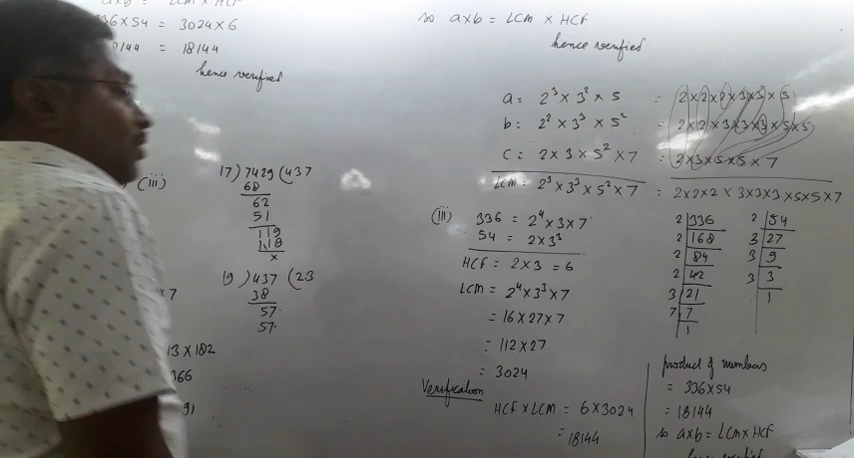 a×b = LCM × HCF
336×54 = 3024×6
18144 = 18144
hence verified
(iii)
17) 7429 (437
68
62
51
119
119
x
19) 437 (23
38
57
57
×7
13 × 182
366
91
so a×b = LCM × HCF
hence verified.
a = 2³ × 3² × 5 = 2×2×2×3×3×5
b = 2² × 3³ × 5² = 2×2×3×3×3×5×5
c = 2 × 3 × 5² × 7 = 2×3×5×5×7
LCM = 2³ × 3³ × 5² × 7 = 2×2×2 × 3×3×3 ×5×5×7
(iii) 336 = 2⁴ × 3 × 7
54 = 2×3³
HCF = 2×3 = 6
LCM = 2⁴ × 3³ × 7
= 16 × 27 × 7
= 112 × 27
= 3024
Verification
HCF × LCM = 6 × 3024
= 18144
2 | 336
2 | 168
2 | 84
2 | 42
3 | 21
7 | 7
1
2 | 54
3 | 27
3 | 9
3 | 3
1
product of numbers
= 336×54
= 18144
so a×b = LCM×HCF
hence verified